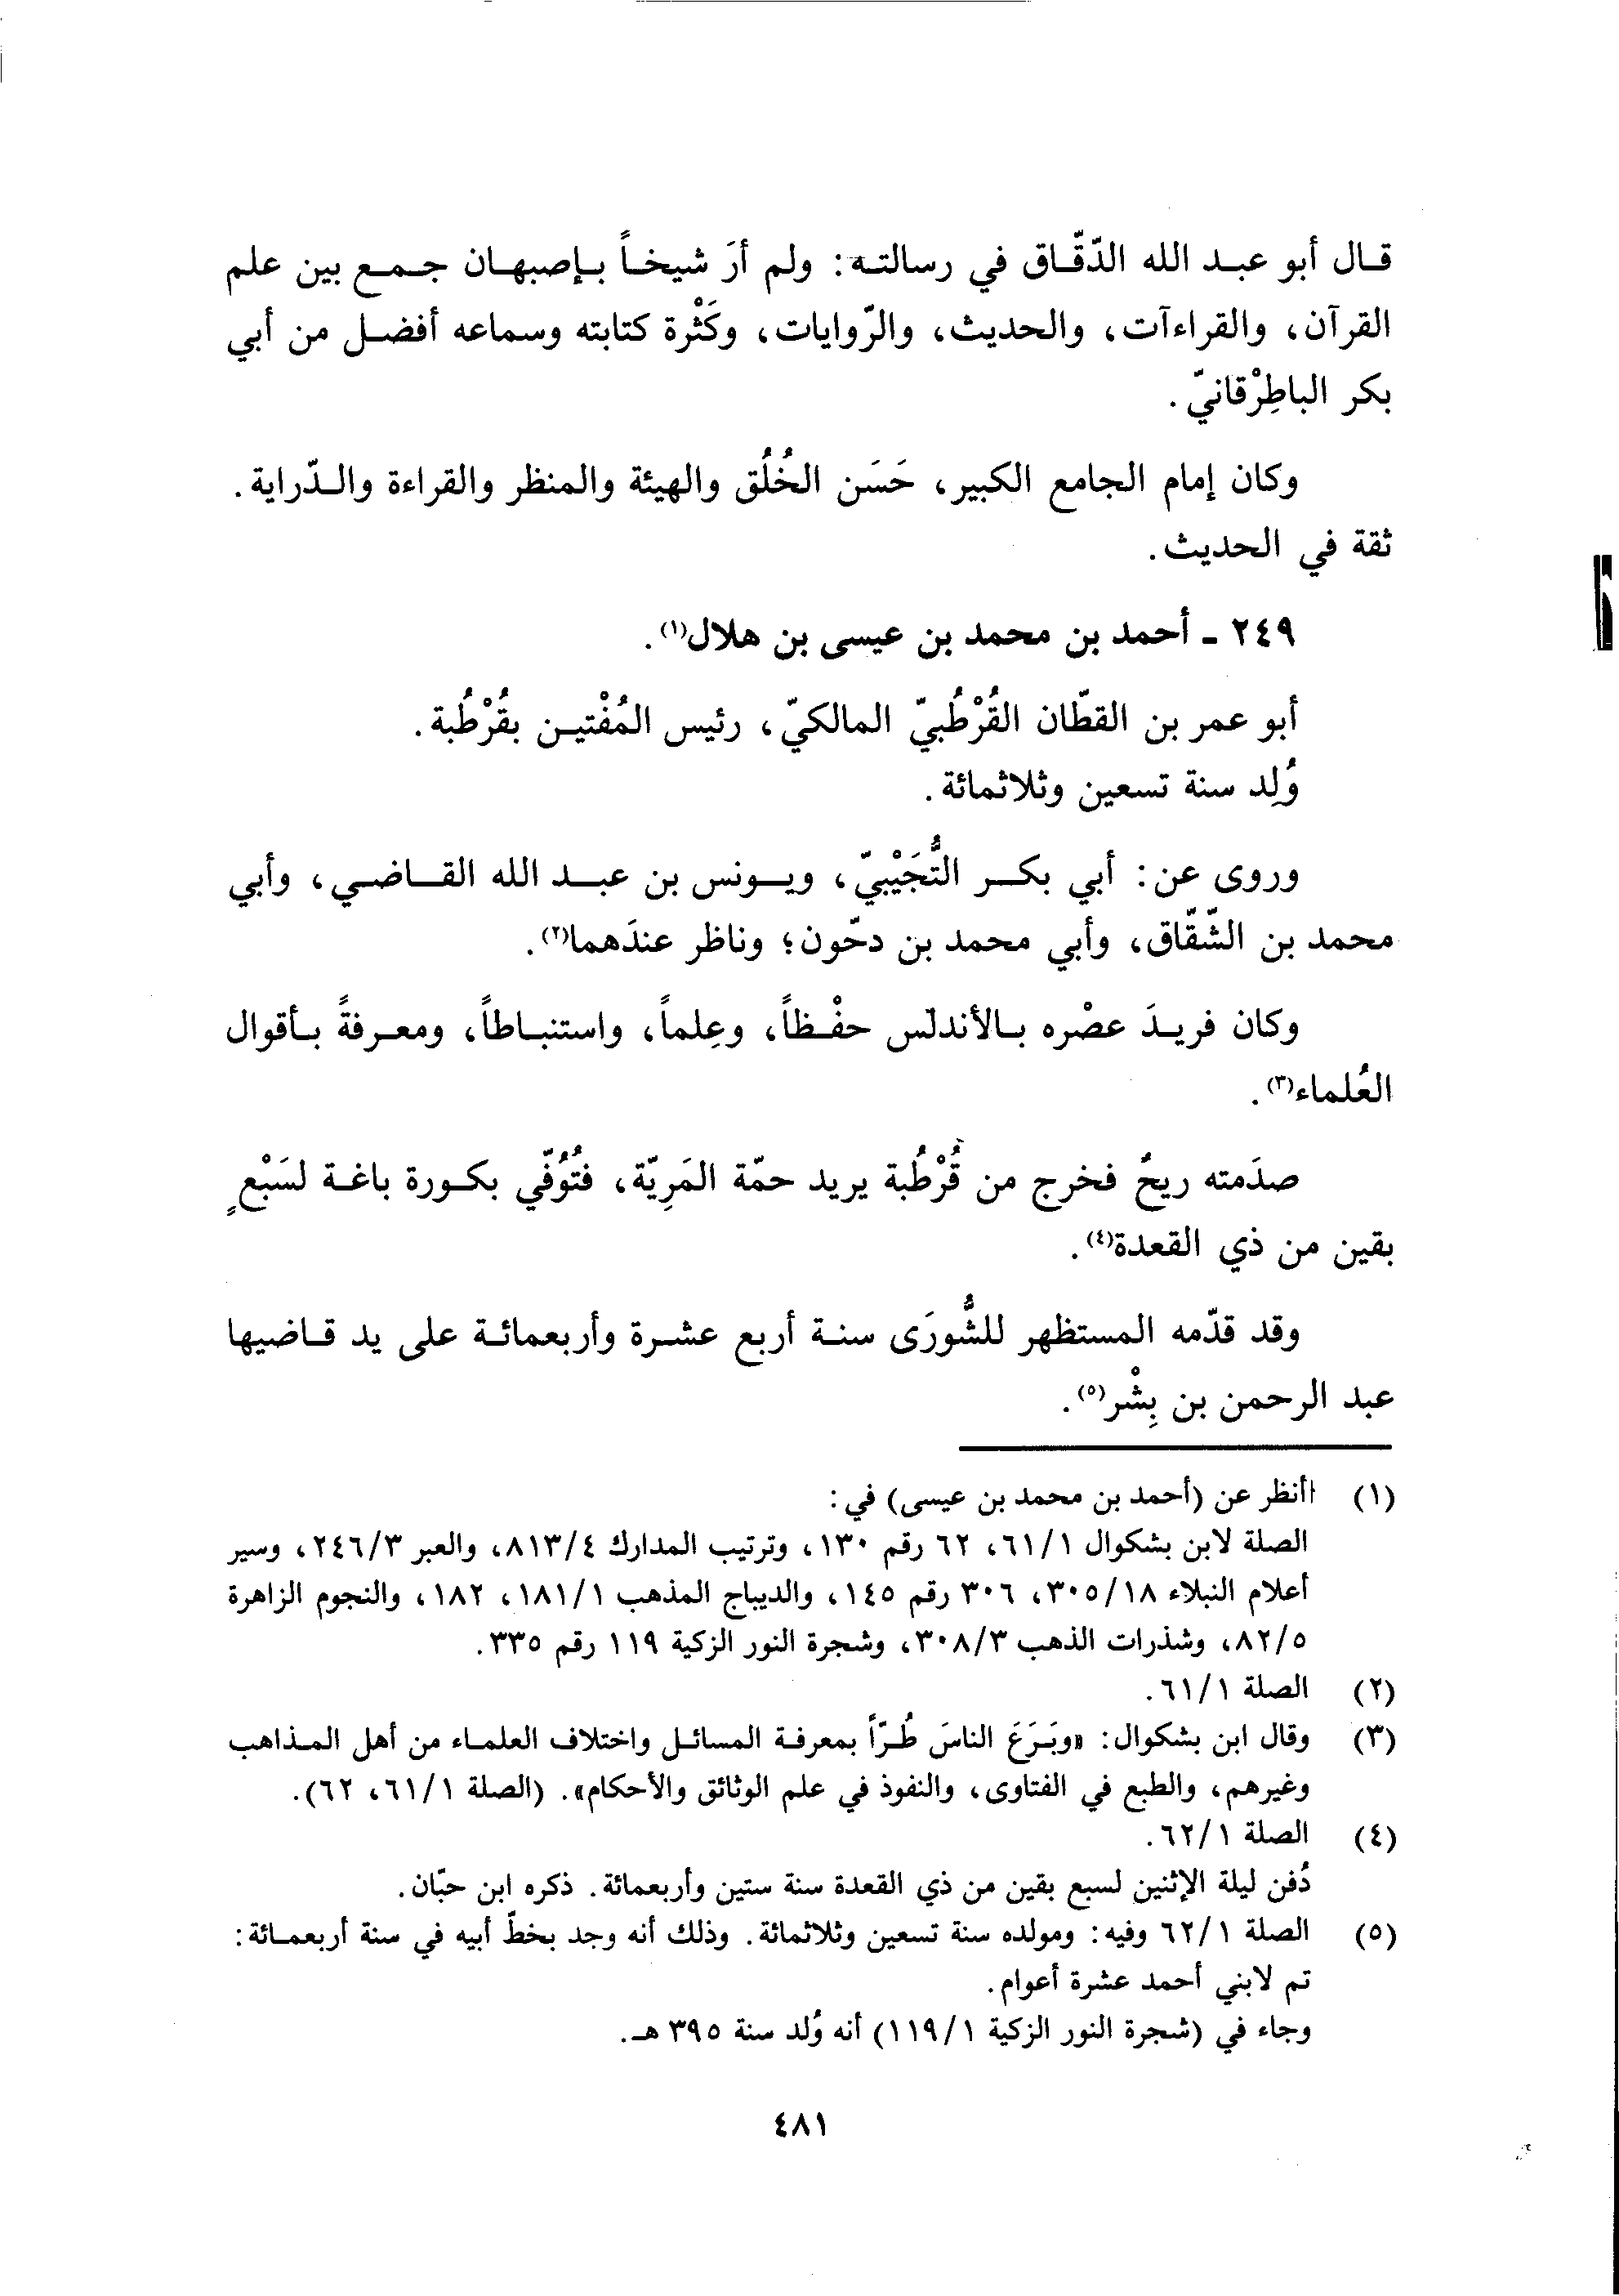 قال أبو عبد الله الدّقّاق في رسالته: ولم أرَ شيخاً بإصبهان جمع بين علم
القرآن، والقراءآت، والحديث، والرّوايات، وكَثْرة كتابته وسماعه أفضل من أبي
بكر الباطِرْقانيّ.
وكان إمام الجامع الكبير، حَسَن الخُلُق والهيئة والمنظر والقراءة والدّراية.
ثقة في الحديث.
٢٤٩ - أحمد بن محمد بن عيسى بن هلال(١).
أبو عمر بن القطّان القُرْطُبيّ المالكيّ، رئيس المُفْتيين بقُرْطُبة.
وُلِد سنة تسعين وثلاثمائة.
وروى عن: أبي بكر التُّجَيْبيّ، ويونس بن عبد الله القاضي، وأبي
محمد بن الشّقّاق، وأبي محمد بن دحّون؛ وناظر عندَهما(٢).
وكان فريدَ عصْره بالأندلس حفْظاً، وعِلماً، واستنباطاً، ومعرفةً بأقوال
العُلماء(٣).
صدَمته ريحُ فخرج من قُرْطُبة يريد حمّة المَرِيّة، فتُوُفّي بكورة باغة لسَبْعٍ
بقين من ذي القعدة(٤).
وقد قدّمه المستظهر للشُّورَى سنة أربع عشرة وأربعمائة على يد قاضيها
عبد الرحمن بن بِشْر(٥).
(١) اأنظر عن (أحمد بن محمد بن عيسى) في:
الصلة لابن بشكوال ٦١/١، ٦٢ رقم ١٣٠، وترتيب المدارك ٨١٣/٤، والعبر ٢٤٦/٣، وسير
أعلام النبلاء ٣٠٥/١٨، ٣٠٦ رقم ١٤٥، والديباج المذهب ١٨١/١، ١٨٢، والنجوم الزاهرة
٨٢/٥، وشذرات الذهب ٣٠٨/٣، وشجرة النور الزكية ١١٩ رقم ٣٣٥.
(٢) الصلة ٦١/١.
(٣) وقال ابن بشكوال: «وبَرَعَ الناسَ طُرّاً بمعرفة المسائل واختلاف العلماء من أهل المذاهب
وغيرهم، والطبع في الفتاوى، والنفوذ في علم الوثائق والأحكام». (الصلة ٦١/١، ٦٢).
(٤) الصلة ٦٢/١.
دُفن ليلة الإثنين لسبع بقين من ذي القعدة سنة ستين وأربعمائة. ذكره ابن حبّان.
(٥) الصلة ٦٢/١ وفيه: ومولده سنة تسعين وثلاثمائة. وذلك أنه وجد بخطّ أبيه في سنة أربعمائة:
تم لابني أحمد عشرة أعوام.
وجاء في (شجرة النور الزكية ١١٩/١) أنه وُلد سنة ٣٩٥ هـ.
٤٨١